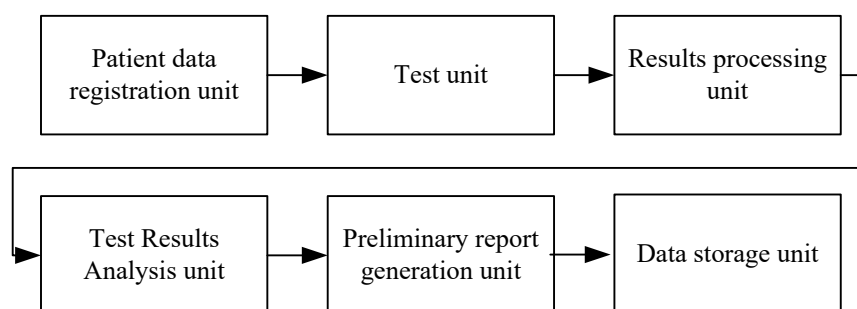 Patient data
registration unit
Test unit
Results processing
unit
Test Results
Analysis unit
Preliminary report
generation unit
Data storage unit